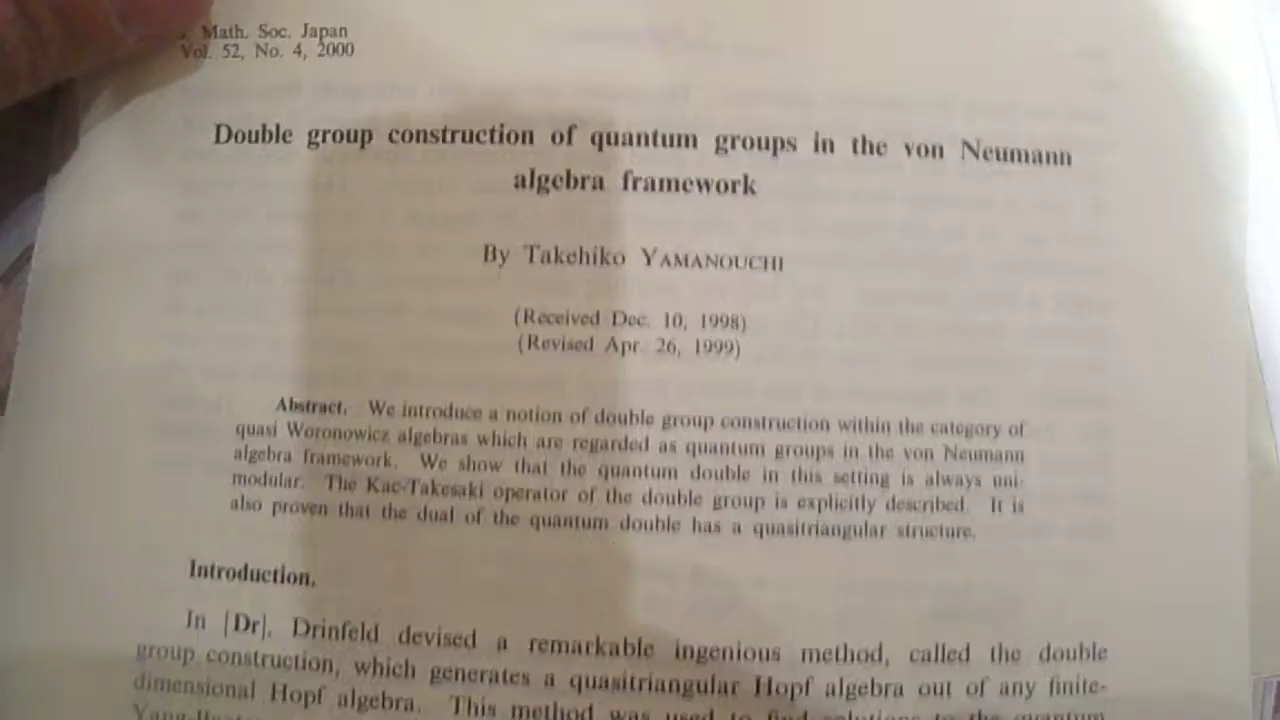 Math. Soc. Japan
Vol. 52, No. 4, 2000
Double group construction of quantum groups in the von Neumann
algebra framework
By Takehiko YAMANOUCHI
(Received Dec. 10, 1998)
(Revised Apr. 26, 1999)
Abstract. We introduce a notion of double group construction within the category of
quasi Woronowicz algebras which are regarded as quantum groups in the von Neumann
algebra framework. We show that the quantum double in this setting is always uni-
modular. The Kac-Takesaki operator of the double group is explicitly described. It is
also proven that the dual of the quantum double has a quasitriangular structure.
Introduction.
In [Dr], Drinfeld devised a remarkable ingenious method, called the double
group construction, which generates a quasitriangular Hopf algebra out of any finite-
dimensional Hopf algebra. This method was used to find solutions to the quantum